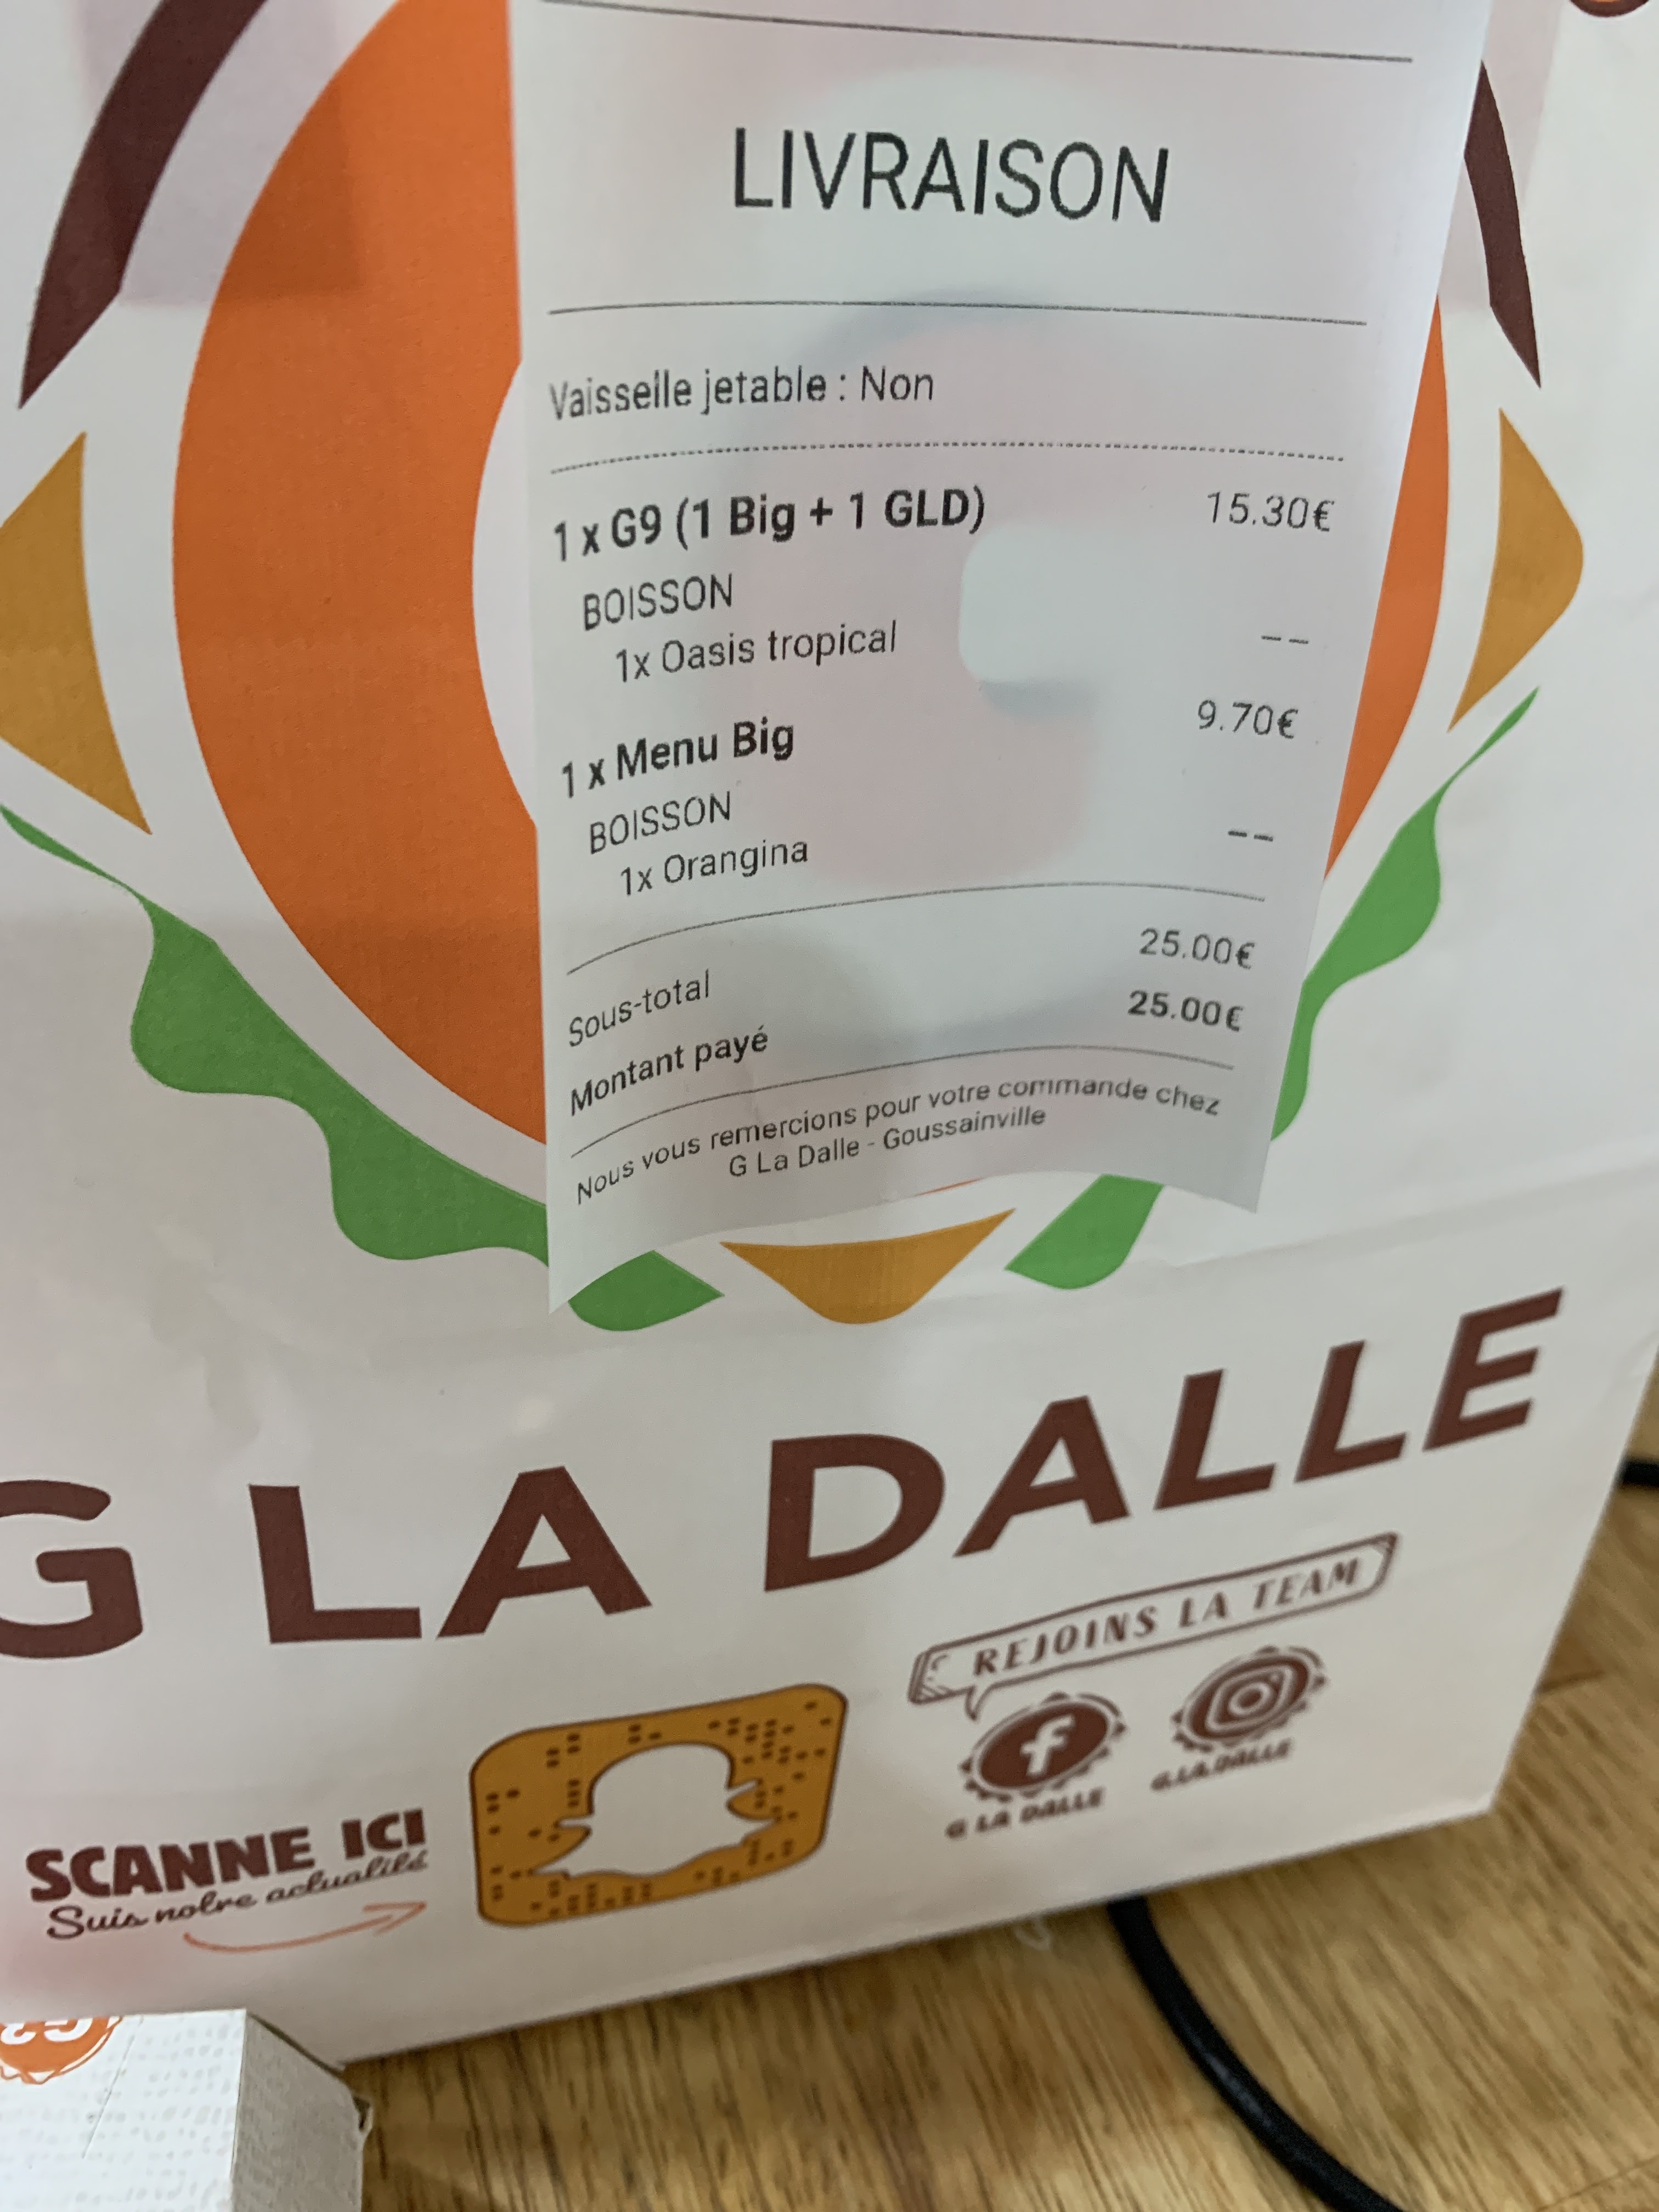 LIVRAISON
Vaisselle jetable : Non
1 x G9 (1 Big + 1 GLD) 15.30€
BOISSON
1x Oasis tropical --
1 x Menu Big 9.70€
BOISSON
1x Orangina --
Sous-total 25.00€
Montant payé 25.00€
Nous vous remercions pour votre commande chez
G La Dalle - Goussainville
G LA DALLE
REJOINS LA TEAM
G LA DALLE
G.LA.DALLE
SCANNE ICI
Suis notre actualité